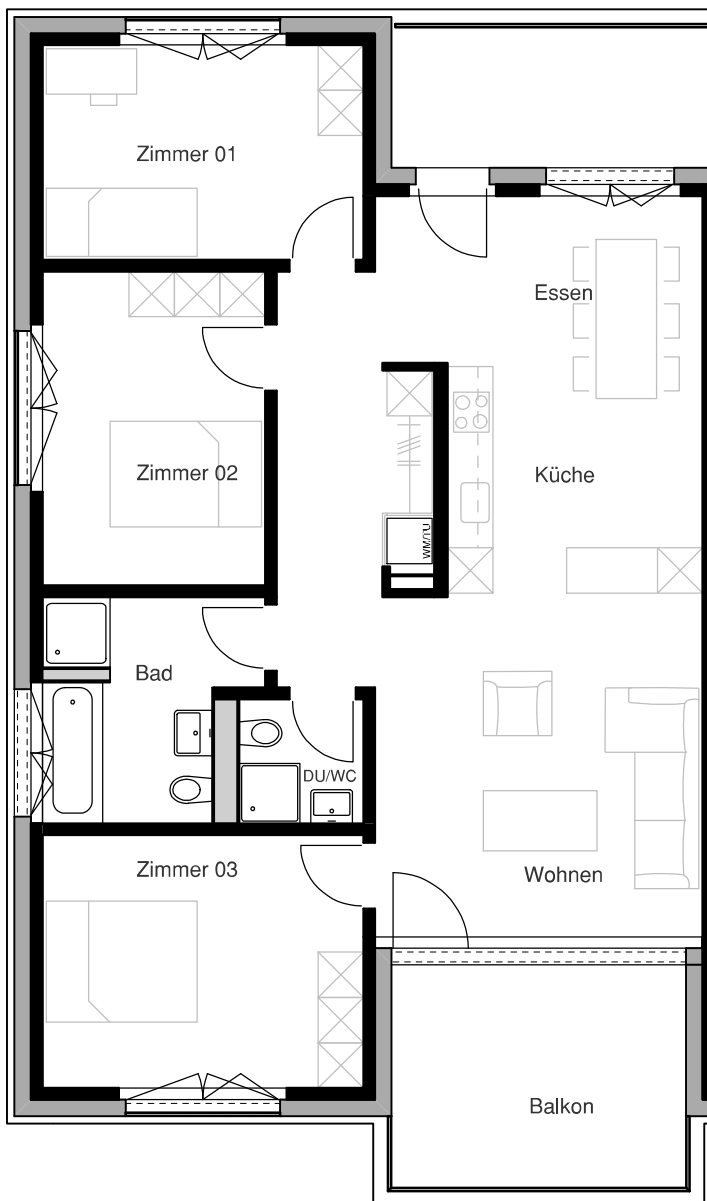 Zimmer 01
Essen
Zimmer 02
Küche
WM/TU
Bad
DU/WC
Zimmer 03
Wohnen
Balkon